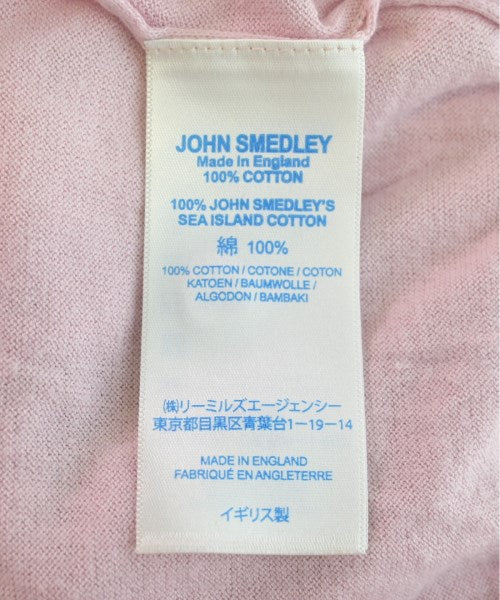 JOHN SMEDLEY
Made in England
100% COTTON
100% JOHN SMEDLEY'S
SEA ISLAND COTTON
綿 100%
100% COTTON / COTONE / COTON
KATOEN / BAUMWOLLE /
ALGODON / BAMBAKI
(株)リーミルズエージェンシー
東京都目黒区青葉台1−19−14
MADE IN ENGLAND
FABRIQUÉ EN ANGLETERRE
イギリス製